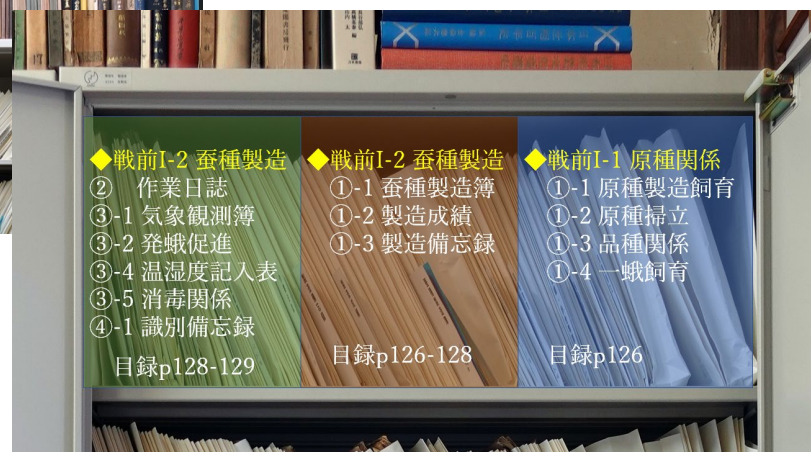 ◆戦前I-2 蚕種製造
② 作業日誌
③-1 気象観測簿
③-2 発蛾促進
③-4 温湿度記入表
③-5 消毒関係
④-1 識別備忘録
目録p128-129
◆戦前I-2 蚕種製造
①-1 蚕種製造簿
①-2 製造成績
①-3 製造備忘録
目録p126-128
◆戦前I-1 原種関係
①-1 原種製造飼育
①-2 原種掃立
①-3 品種関係
①-4 一蛾飼育
目録p126